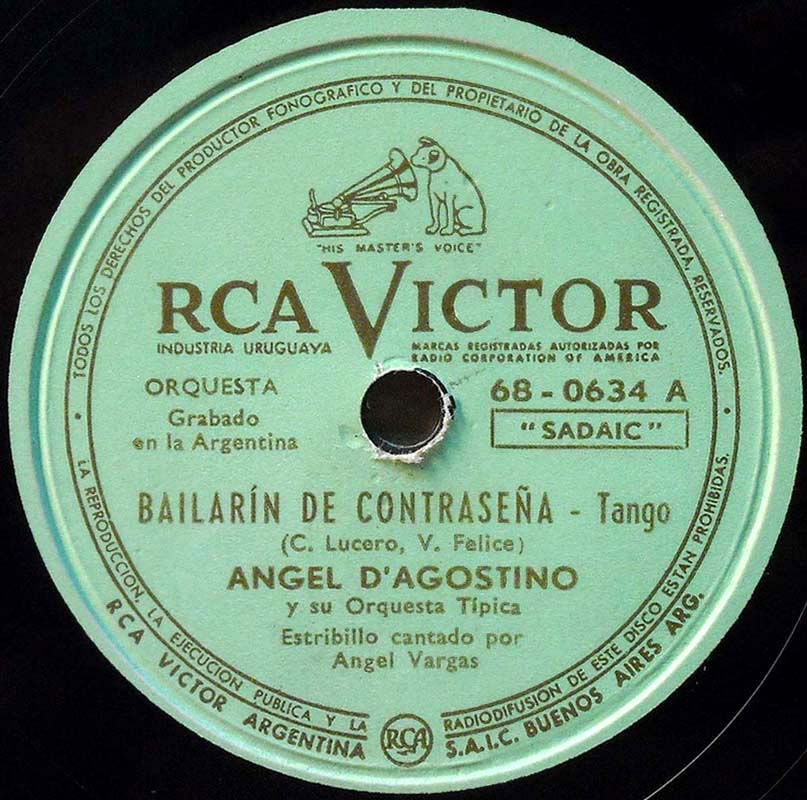 TODOS LOS DERECHOS DEL PRODUCTOR FONOGRAFICO Y DEL PROPIETARIO DE LA OBRA REGISTRADA, RESERVADOS.
"HIS MASTER'S VOICE"
RCA VICTOR
INDUSTRIA URUGUAYA
MARCAS REGISTRADAS AUTORIZADAS POR
RADIO CORPORATION OF AMERICA
ORQUESTA
Grabado
en la Argentina
68-0634 A
"SADAIC"
BAILARÍN DE CONTRASEÑA - Tango
(C. Lucero, V. Felice)
ANGEL D'AGOSTINO
y su Orquesta Típica
Estribillo cantado por
Angel Vargas
LA REPRODUCCION, LA EJECUCION PUBLICA Y LA RADIODIFUSION DE ESTE DISCO ESTAN PROHIBIDAS.
RCA VICTOR ARGENTINA S.A.I.C. BUENOS AIRES ARG.
RCA